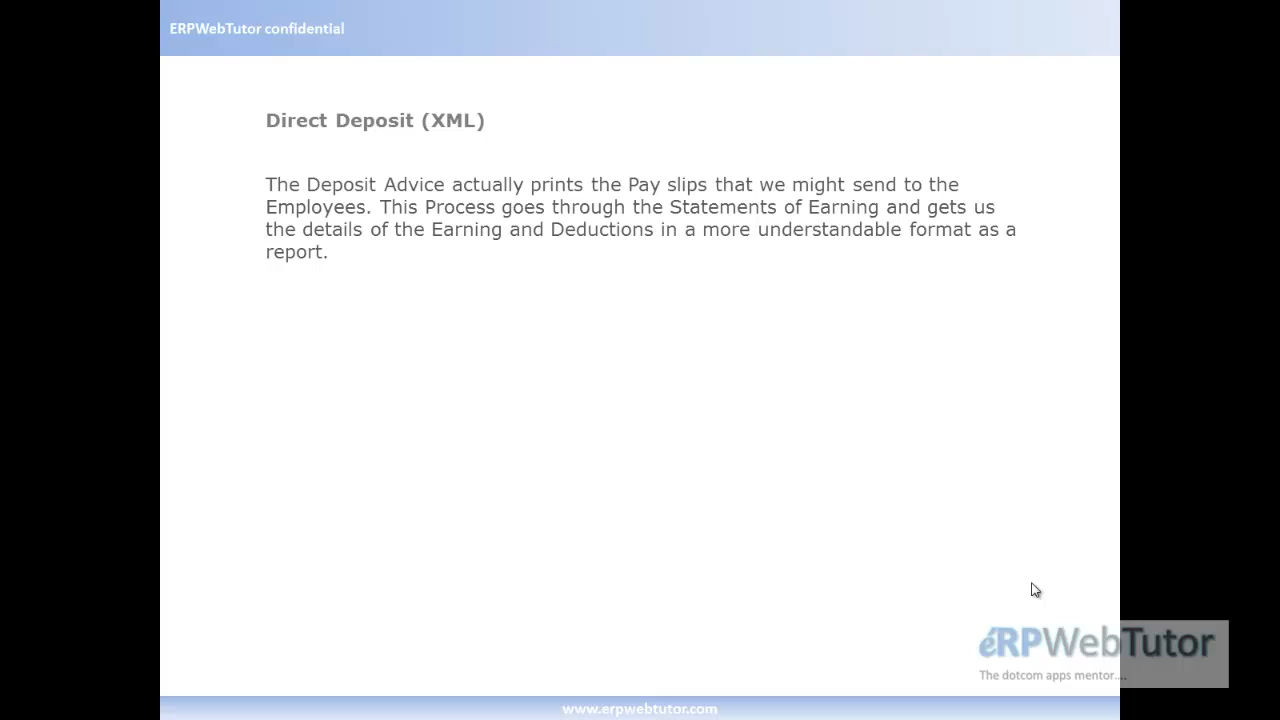 ERPWebTutor confidential
Direct Deposit (XML)
The Deposit Advice actually prints the Pay slips that we might send to the
Employees. This Process goes through the Statements of Earning and gets us
the details of the Earning and Deductions in a more understandable format as a
report.
eRPWebTutor
The dotcom apps mentor....
www.erpwebtutor.com